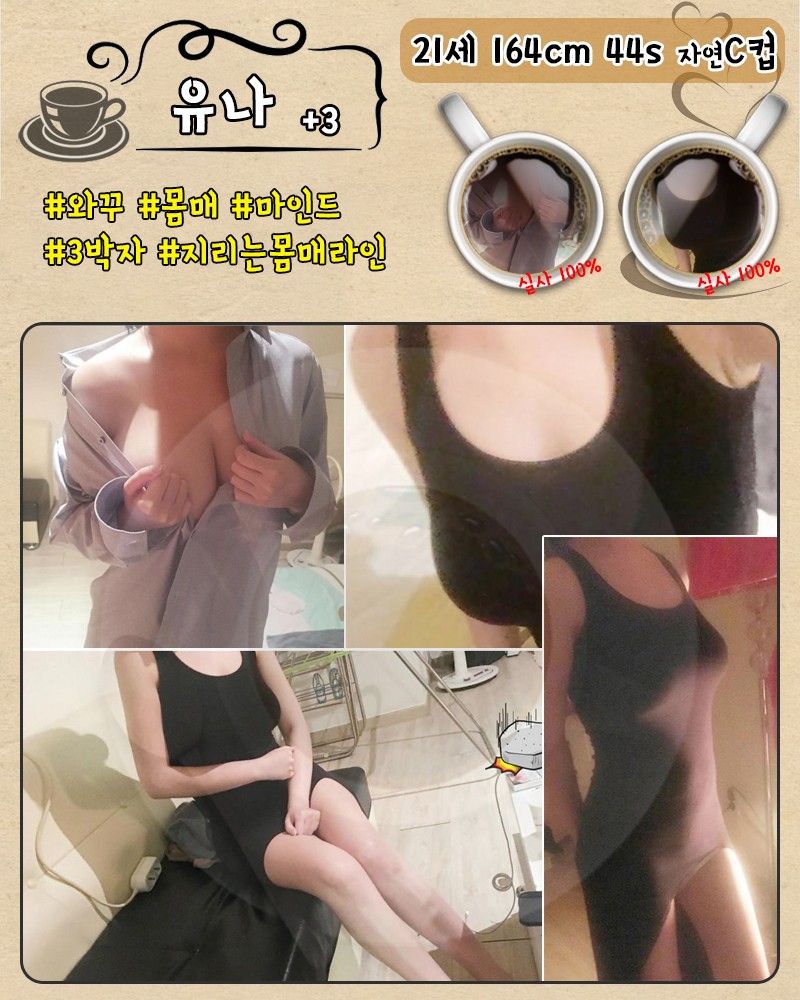 유나 +3
21세 164cm 44s 자연C컵
#와꾸 #몸매 #마인드
#3박자 #지리는몸매라인
실사 100%
실사 100%